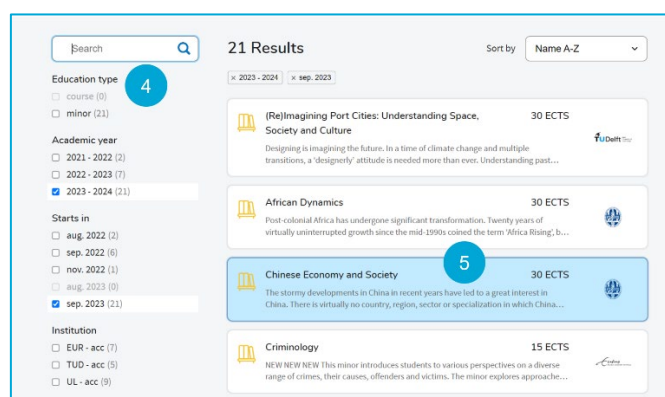 Search
4
Education type
course (0)
minor (21)
Academic year
2021 - 2022 (2)
2022 - 2023 (7)
2023 - 2024 (21)
Starts in
aug. 2022 (2)
sep. 2022 (6)
nov. 2022 (1)
aug. 2023 (0)
sep. 2023 (21)
Institution
EUR - acc (7)
TUD - acc (5)
UL - acc (9)
21 Results
Sort by Name A-Z
× 2023 - 2024 × sep. 2023
(Re)Imagining Port Cities: Understanding Space, 30 ECTS
Society and Culture
TUDelft
Designing is imagining the future. In a time of climate change and multiple
transitions, a 'designerly' attitude is needed more than ever. Understanding past...
African Dynamics 30 ECTS
Post-colonial Africa has undergone significant transformation. Twenty years of
virtually uninterrupted growth since the mid-1990s coined the term 'Africa Rising', b...
5
Chinese Economy and Society 30 ECTS
The stormy developments in China in recent years have led to a great interest in
China. There is virtually no country, region, sector or specialization in which China...
Criminology 15 ECTS
NEW NEW NEW This minor introduces students to various perspectives on a diverse
range of crimes, their causes, offenders and victims. The minor explores approache...